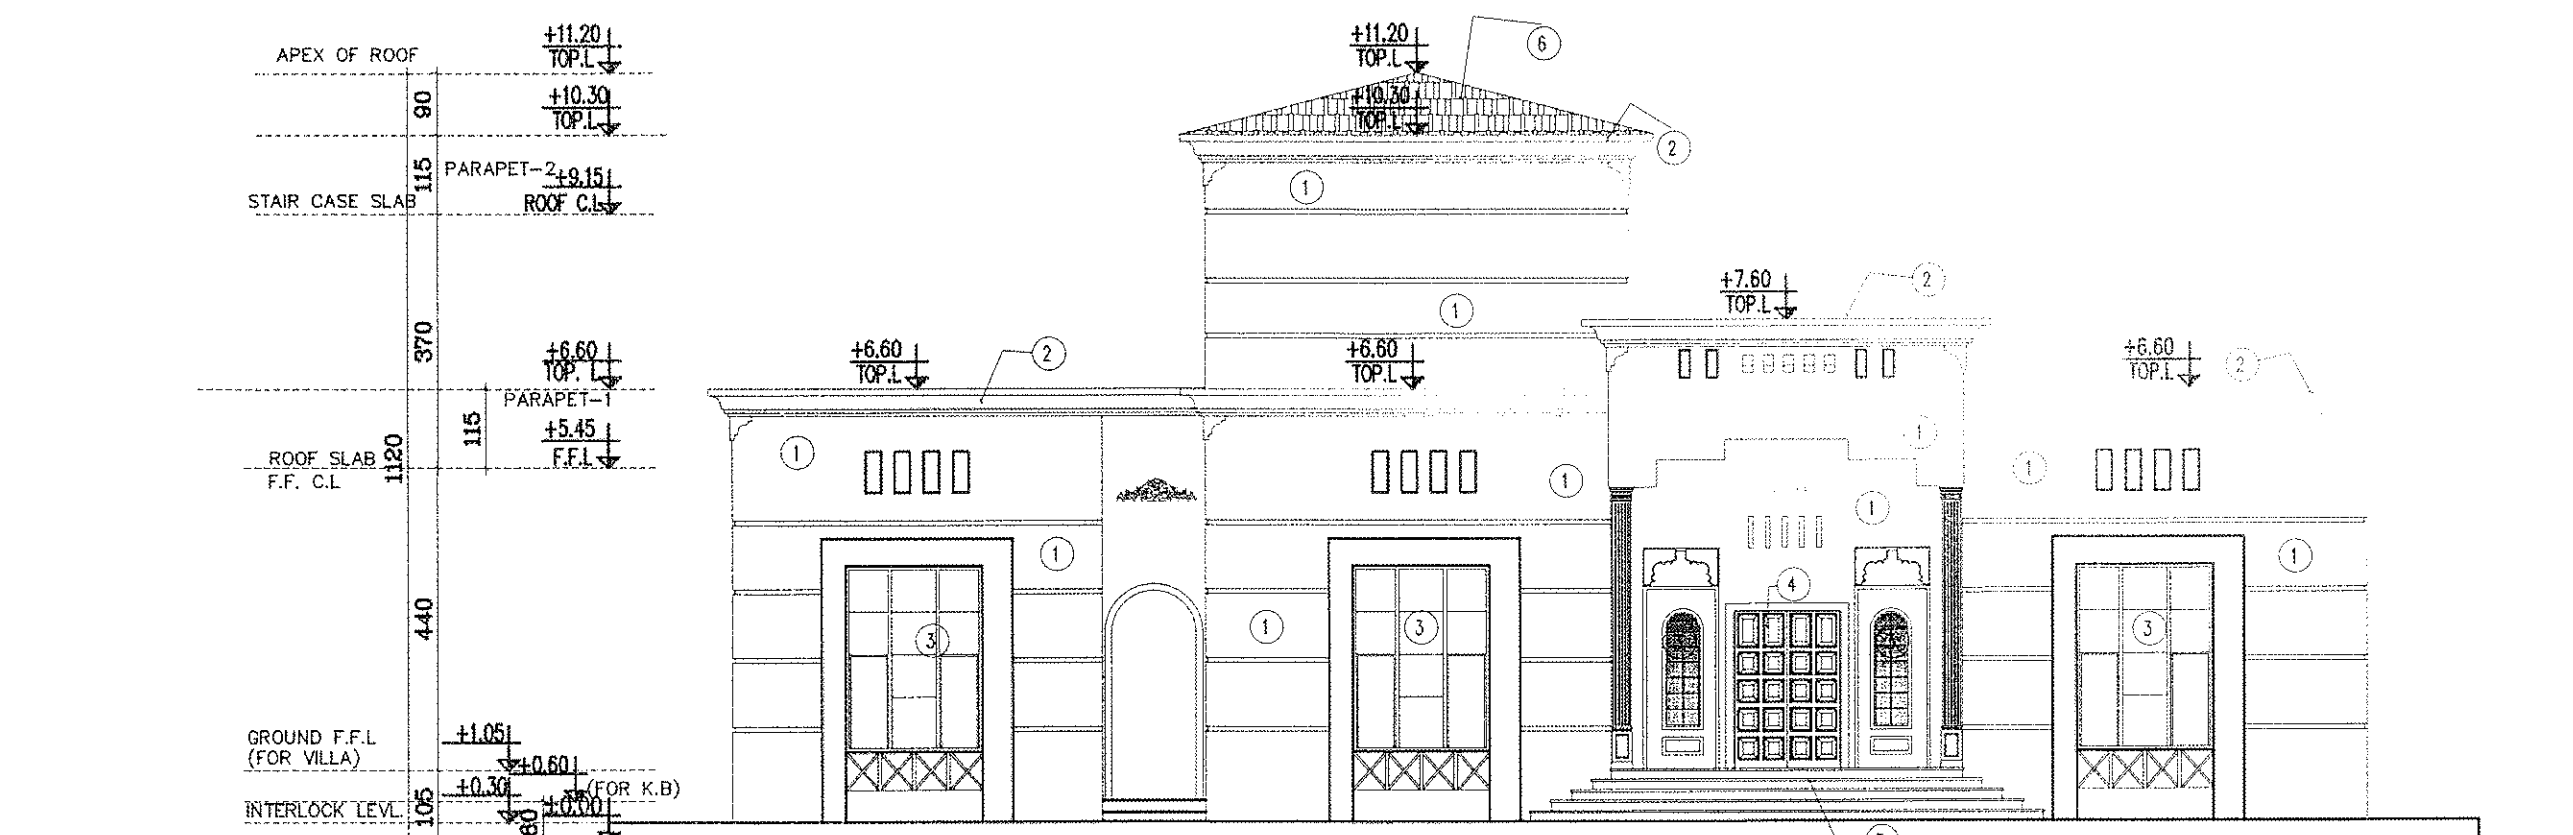 APEX OF ROOF
+11.20
TOP.L
+11.20
TOP.L
6
90
+10.30
TOP.L
+10.30
TOP.L
2
115
PARAPET-2
+9.15
STAIR CASE SLAB
ROOF C.L
1
+7.60
TOP.L
2
1
370
+6.60
TOP. L
+6.60
TOP.L
2
+6.60
TOP.L
+6.60
TOP.L
2
PARAPET-1
115
+5.45
F.F.L
1120
ROOF SLAB
F.F. C.L
1
1
1
1
1
1
1
4
440
1
3
3
3
GROUND F.F.L
(FOR VILLA)
+1.05
+0.60
(FOR K.B)
+0.30
±0.00
INTERLOCK LEVL.
105